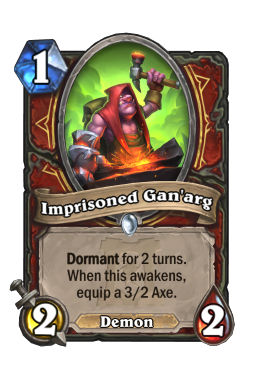 1
Imprisoned Gan'arg
Dormant for 2 turns.
When this awakens,
equip a 3/2 Axe.
2
Demon
2